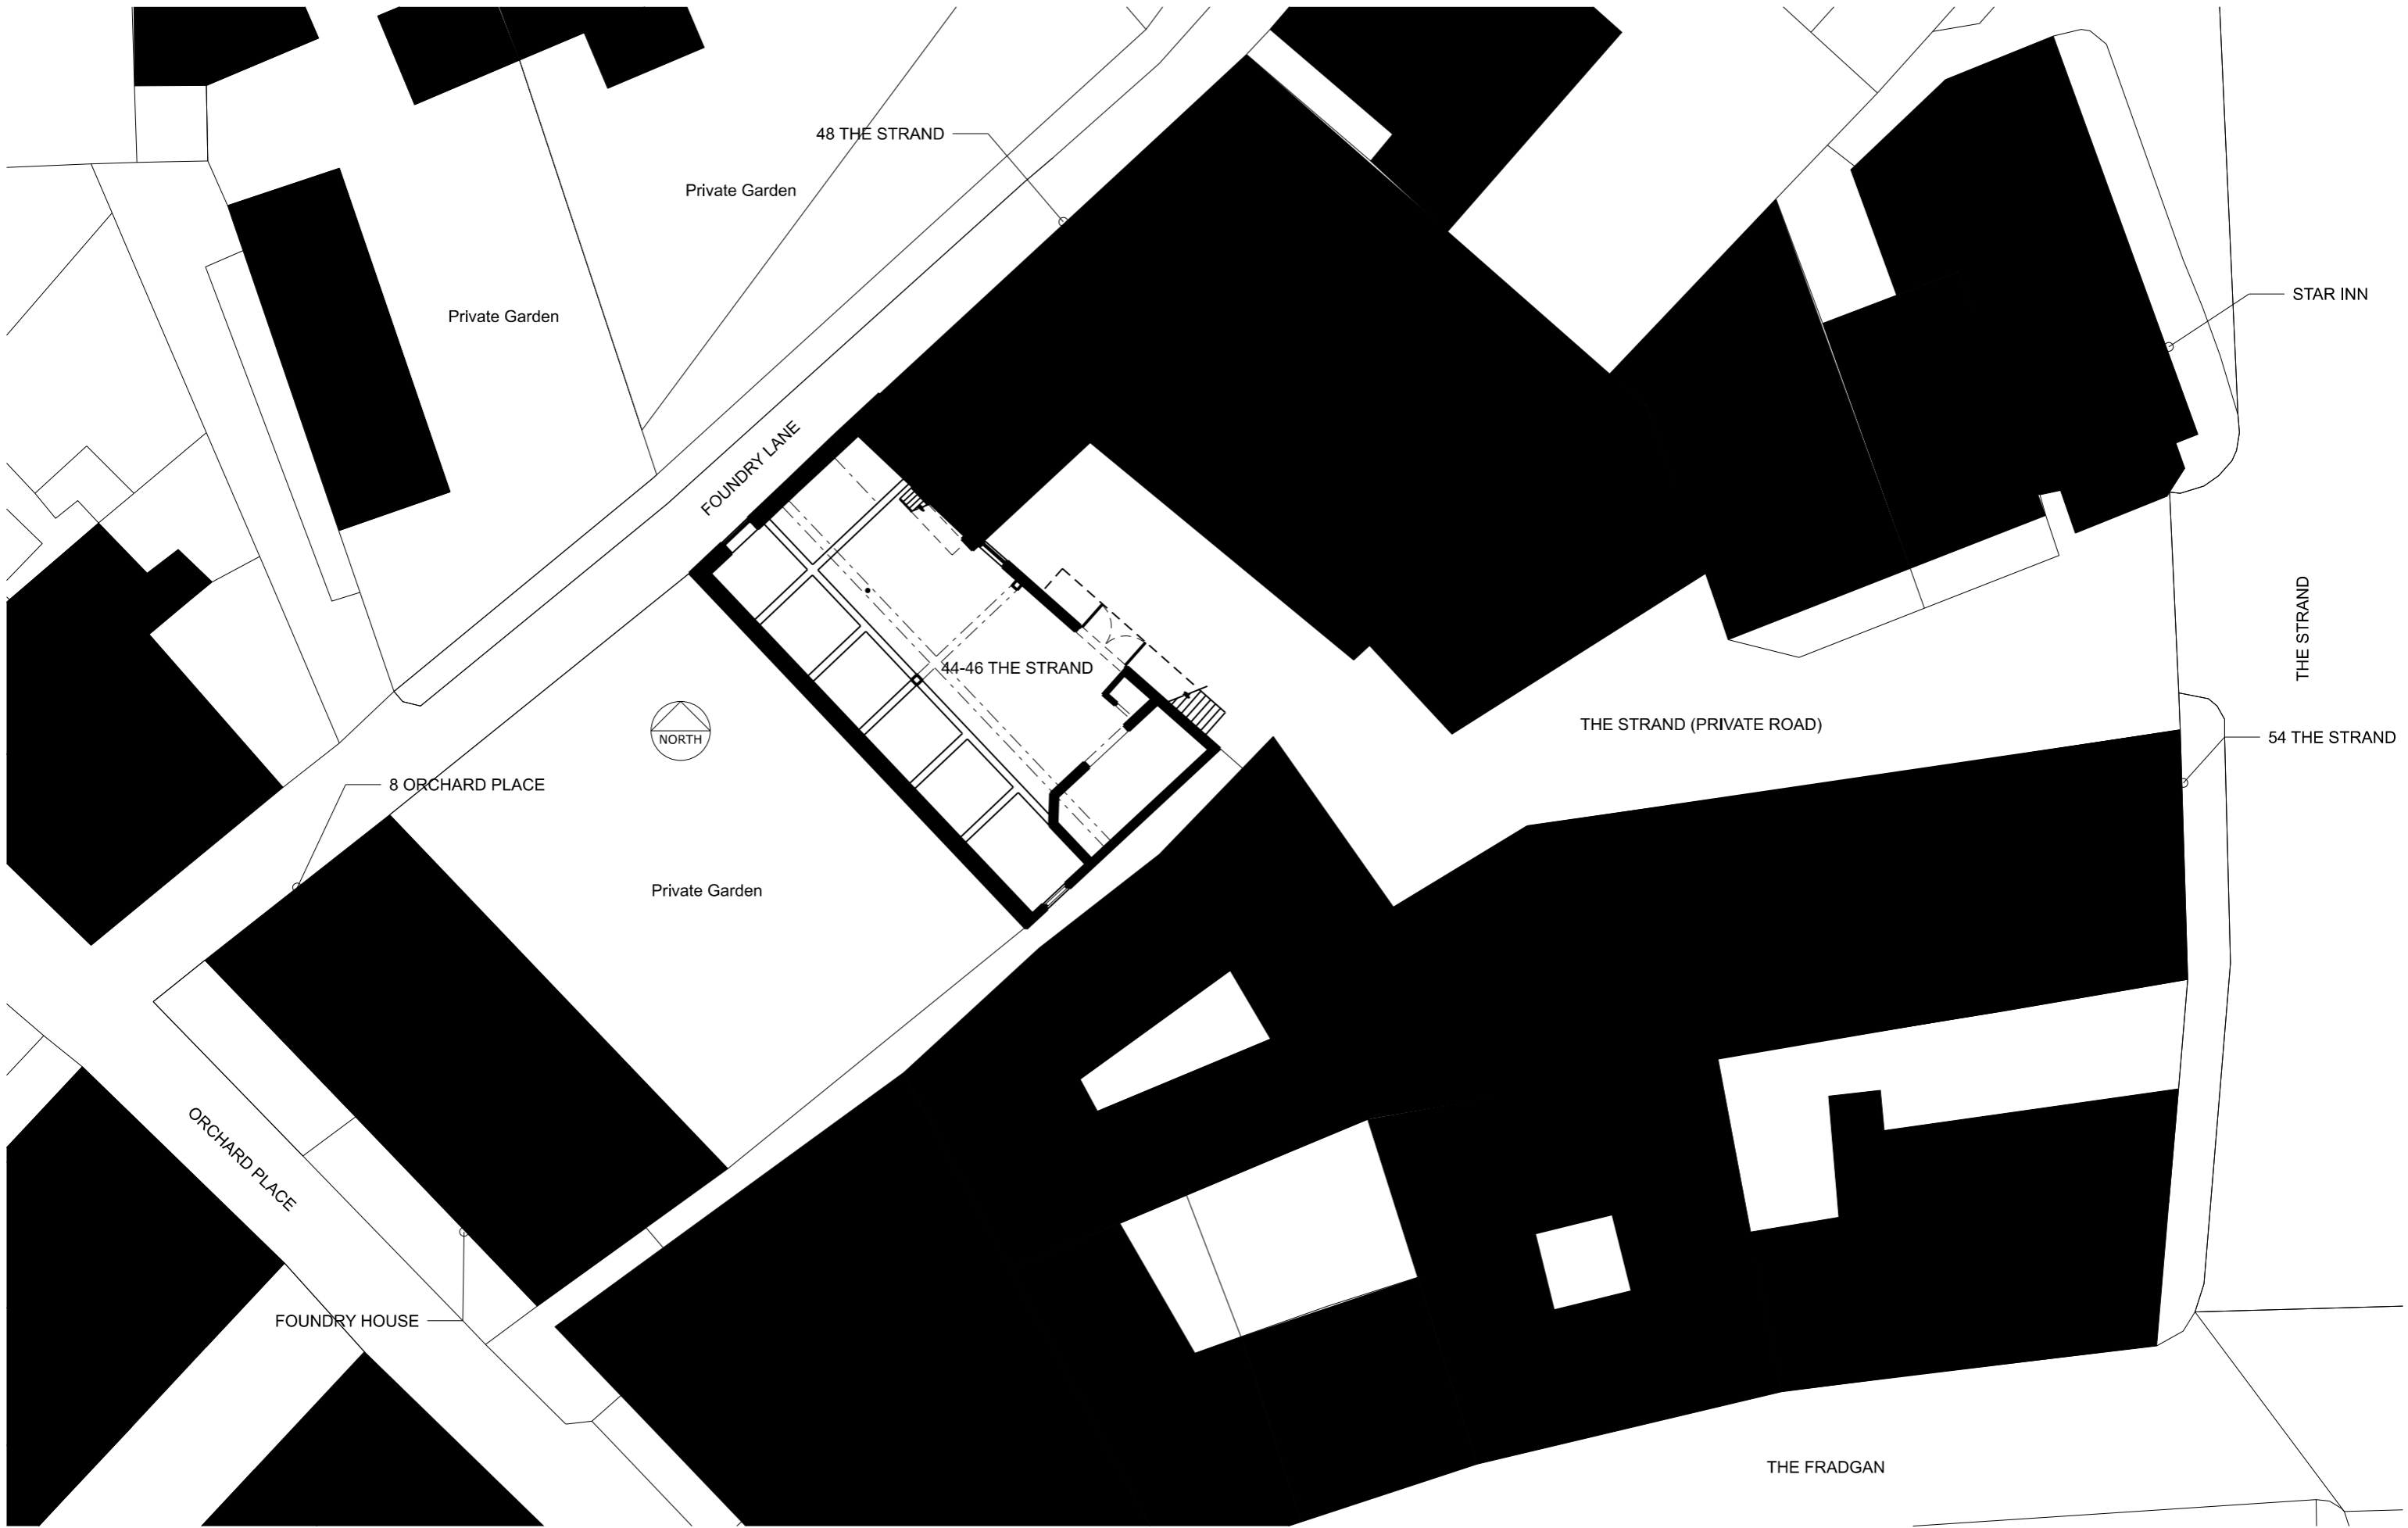 48 THE STRAND
Private Garden
STAR INN
Private Garden
FOUNDRY LANE
THE STRAND
44-46 THE STRAND
THE STRAND (PRIVATE ROAD)
NORTH
54 THE STRAND
8 ORCHARD PLACE
Private Garden
ORCHARD PLACE
FOUNDRY HOUSE
THE FRADGAN